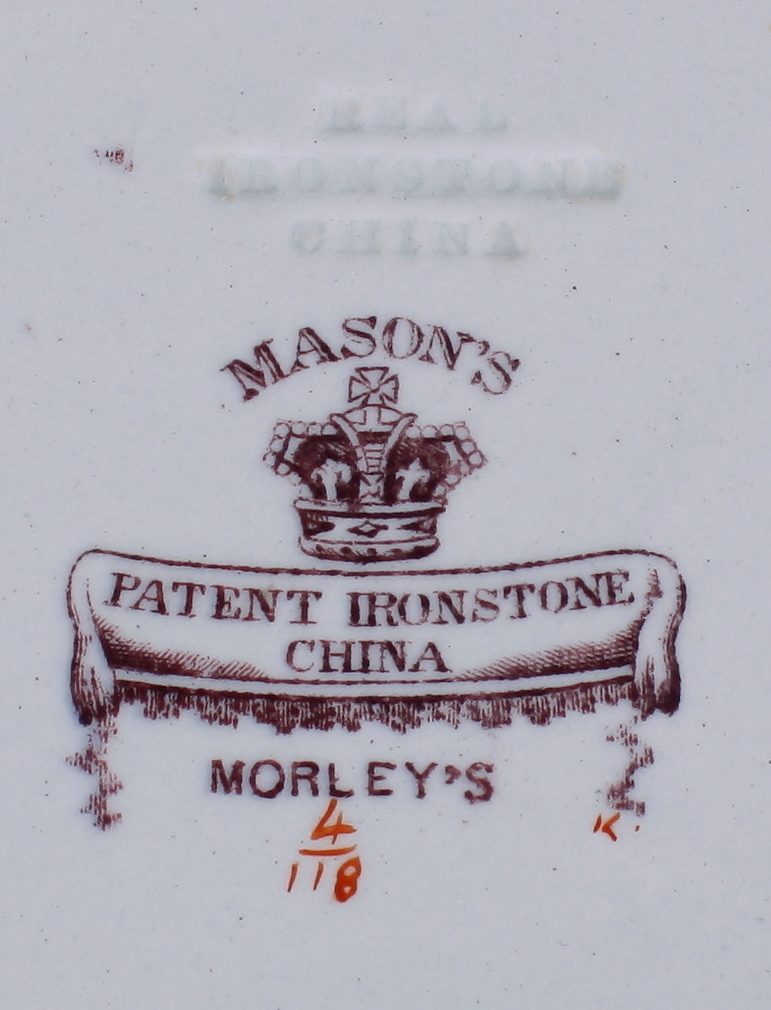 REAL
IRONSTONE
CHINA
MASON'S
PATENT IRONSTONE
CHINA
MORLEY'S
4
118
K.